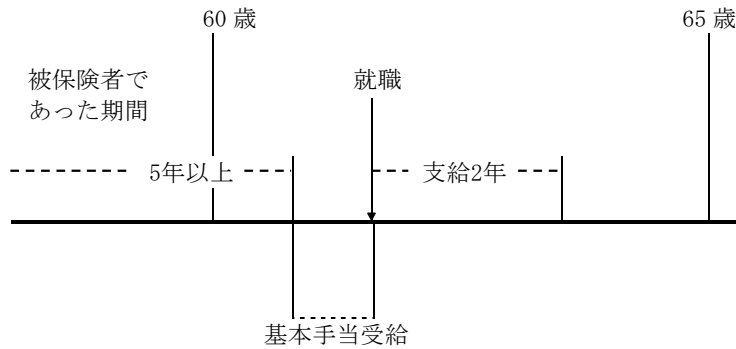 60 歳
65 歳
被保険者で
あった期間
就職
5年以上
支給2年
基本手当受給